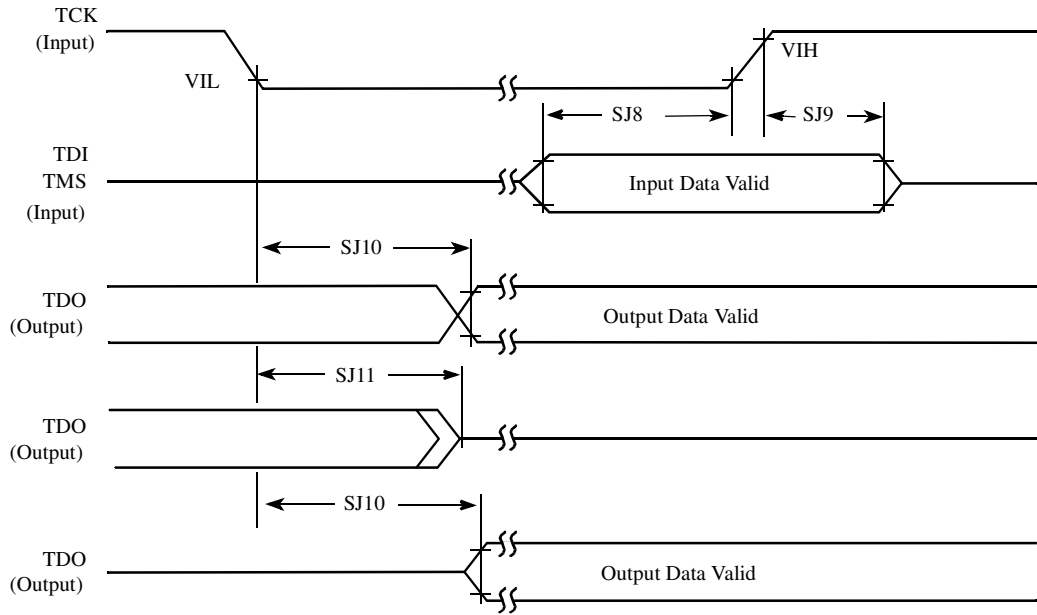 TCK
(Input)
VIH
VIL
SJ8
SJ9
TDI
TMS
(Input)
Input Data Valid
SJ10
TDO
(Output)
Output Data Valid
SJ11
TDO
(Output)
SJ10
TDO
(Output)
Output Data Valid